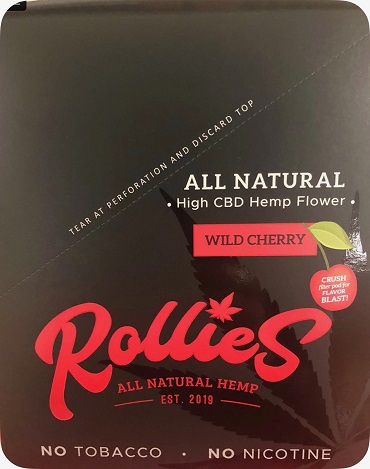 TEAR AT PERFORATION AND DISCARD TOP
ALL NATURAL
• High CBD Hemp Flower •
WILD CHERRY
CRUSH
filter pod for
FLAVOR
BLAST!
Rollies
ALL NATURAL HEMP
EST. 2019
NO TOBACCO • NO NICOTINE